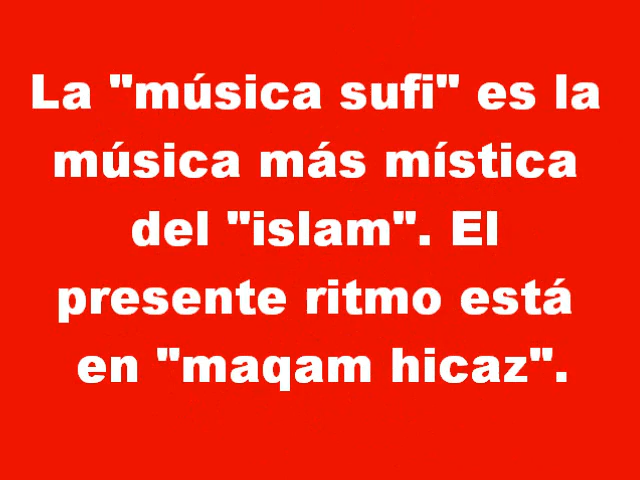 La "música sufi" es la
música más mística
del "islam". El
presente ritmo está
en "maqam hicaz".